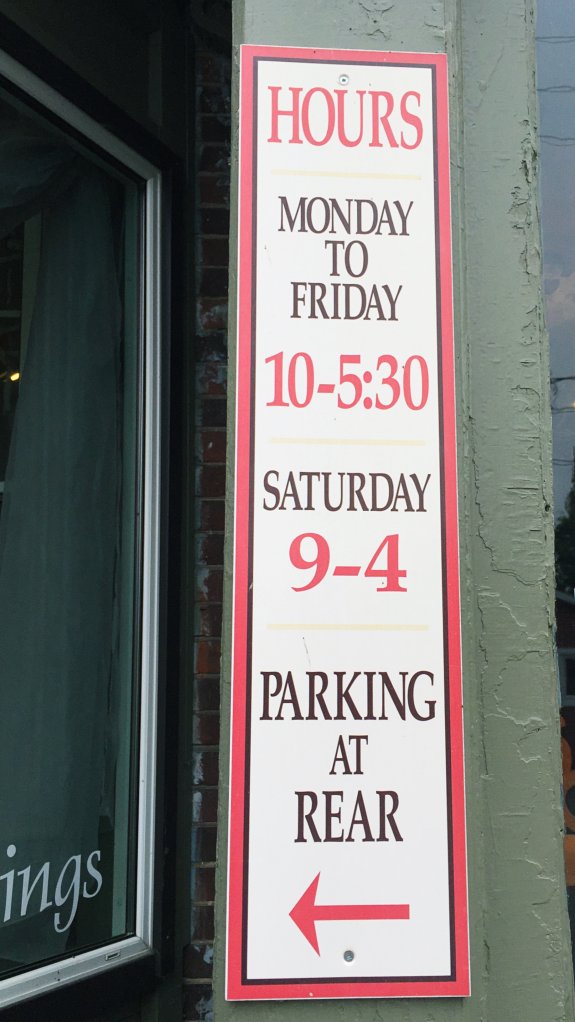 HOURS
MONDAY
TO
FRIDAY
10-5:30
SATURDAY
9-4
PARKING
AT
REAR
ings